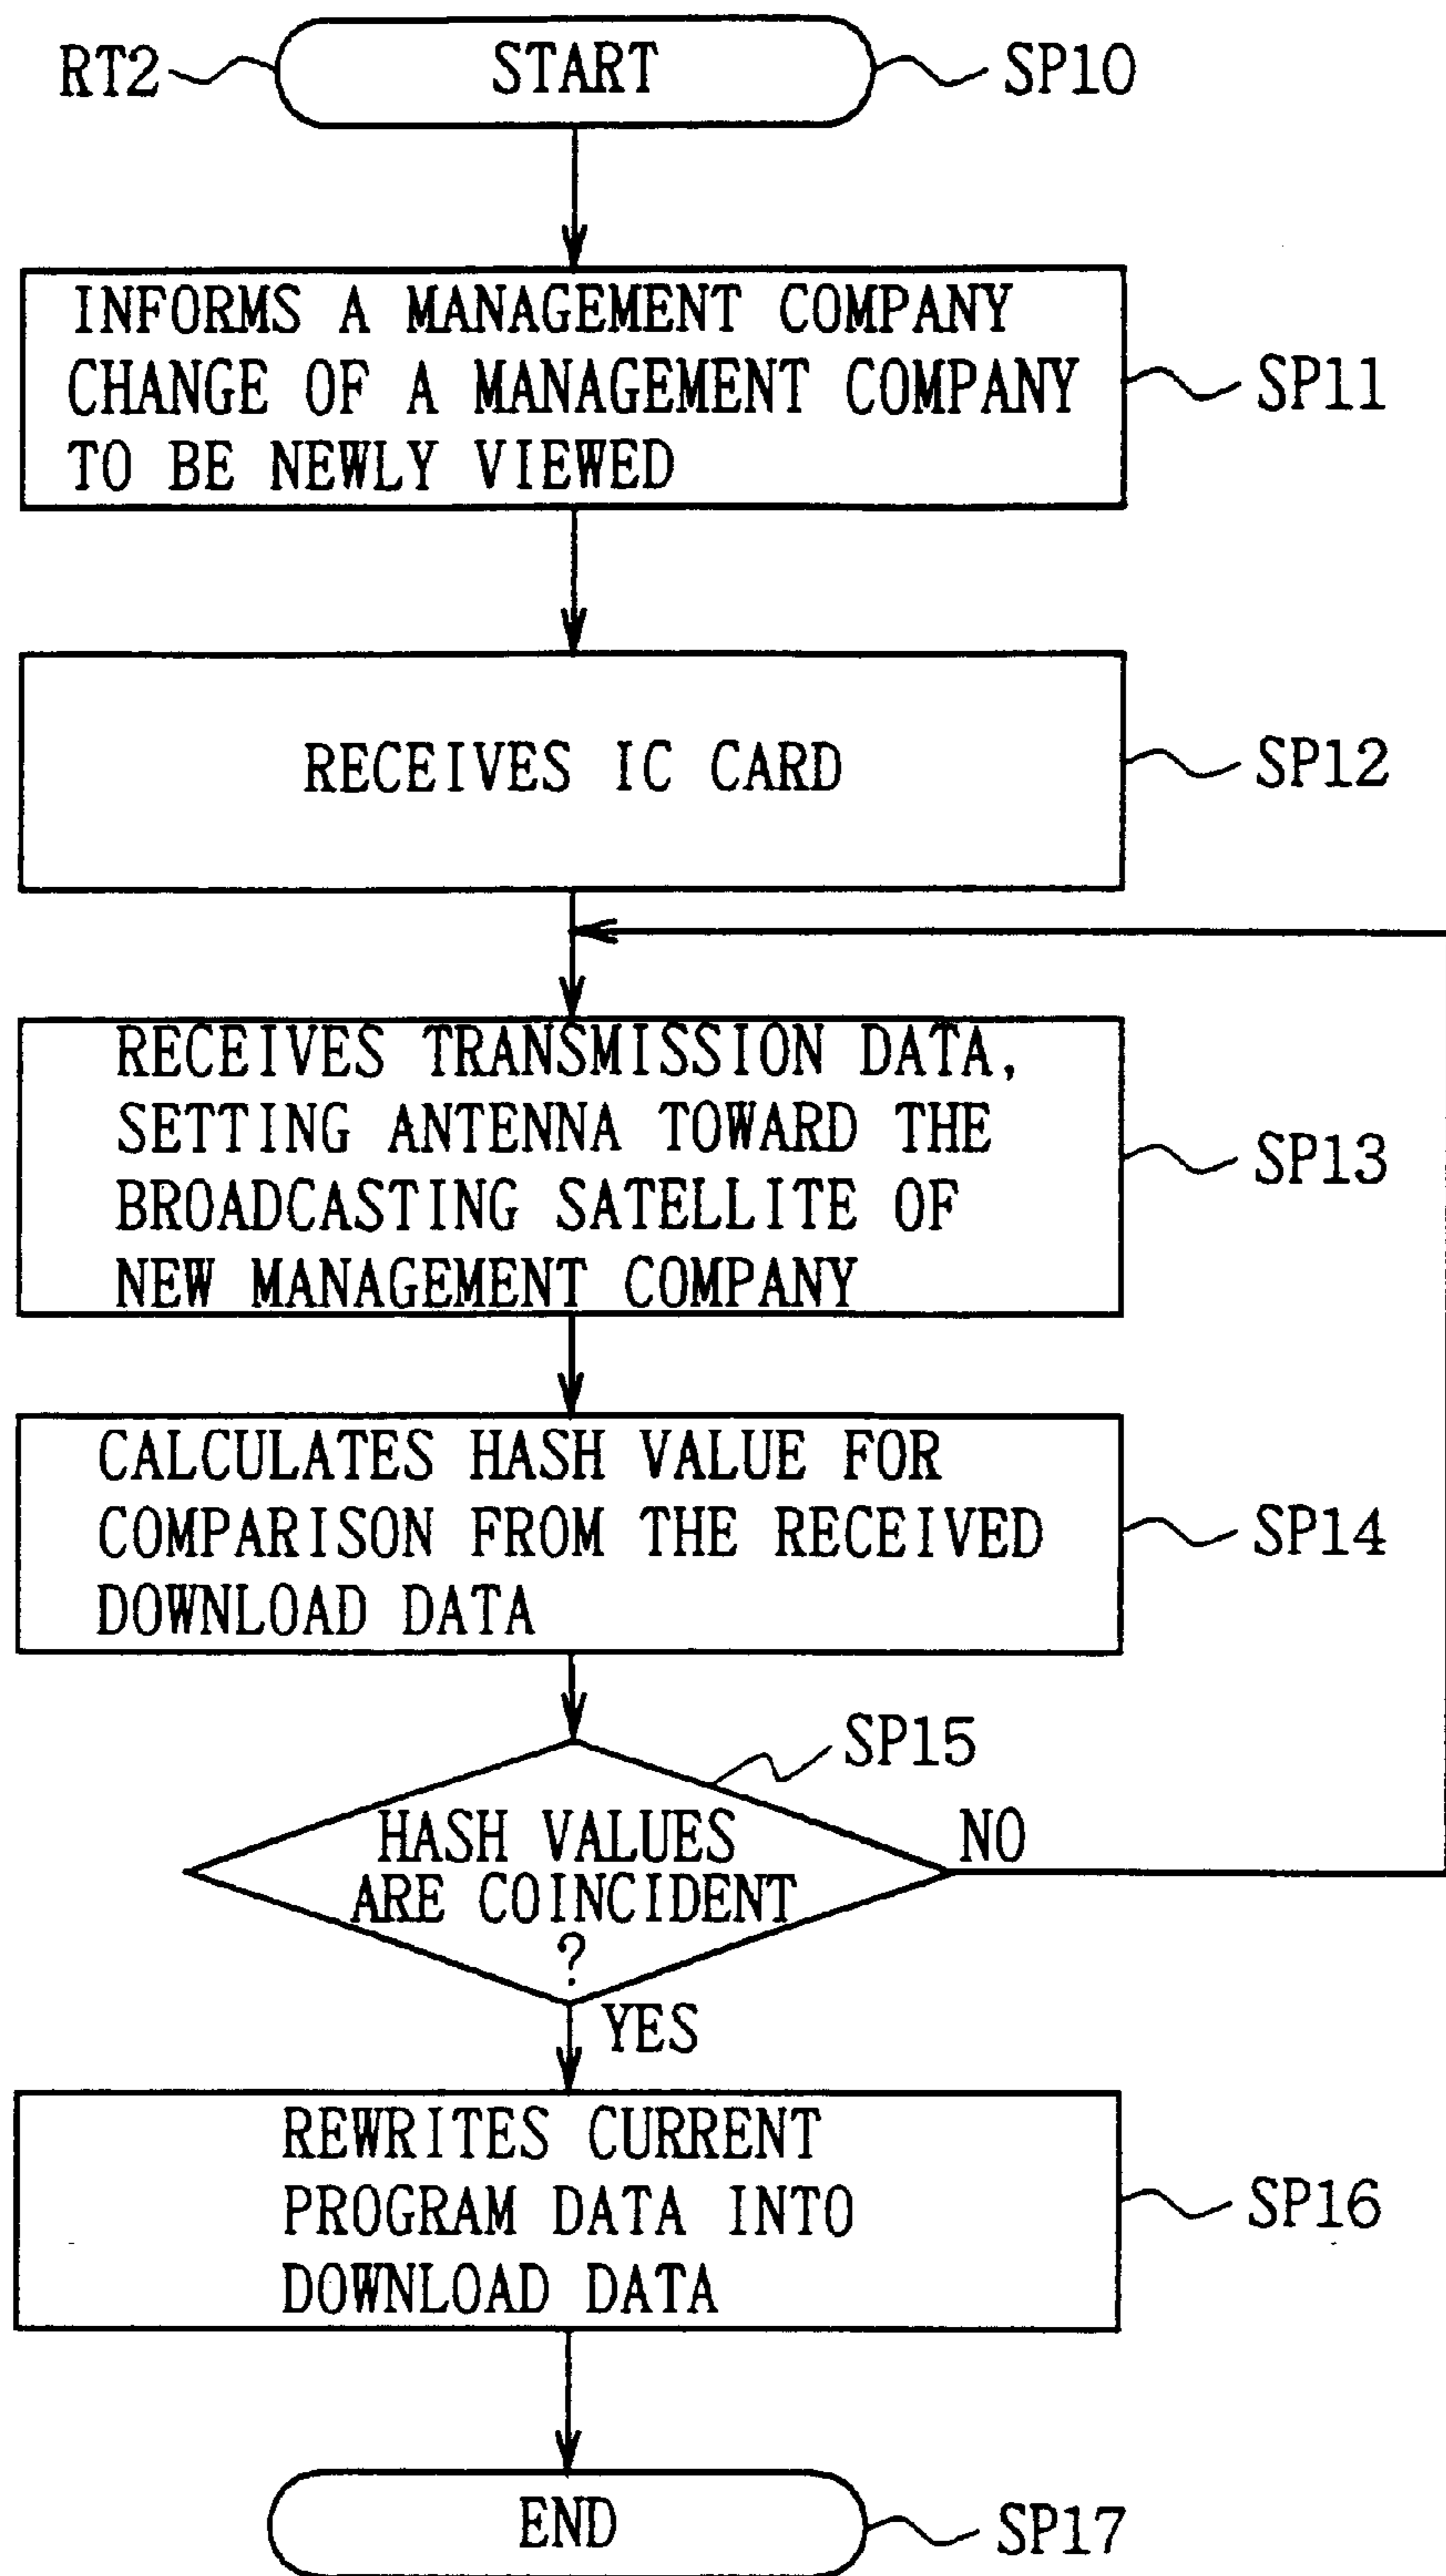 RT2
START
SP10
INFORMS A MANAGEMENT COMPANY
CHANGE OF A MANAGEMENT COMPANY
TO BE NEWLY VIEWED
SP11
RECEIVES IC CARD
SP12
RECEIVES TRANSMISSION DATA,
SETTING ANTENNA TOWARD THE
BROADCASTING SATELLITE OF
NEW MANAGEMENT COMPANY
SP13
CALCULATES HASH VALUE FOR
COMPARISON FROM THE RECEIVED
DOWNLOAD DATA
SP14
SP15
HASH VALUES
ARE COINCIDENT
?
NO
YES
REWRITES CURRENT
PROGRAM DATA INTO
DOWNLOAD DATA
SP16
END
SP17